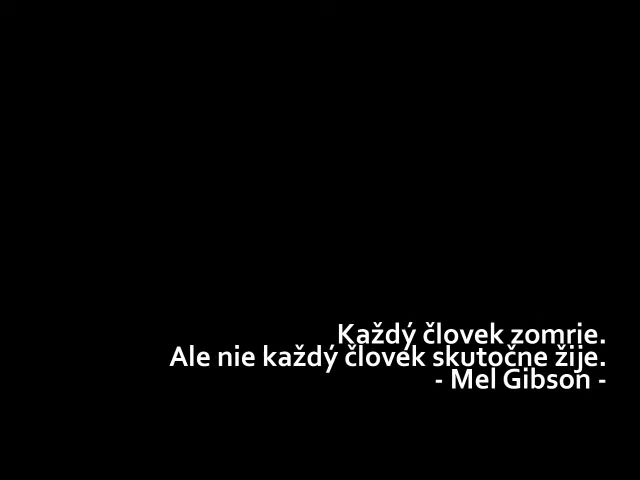 Každý človek zomrie.
Ale nie každý človek skutočne žije.
- Mel Gibson -